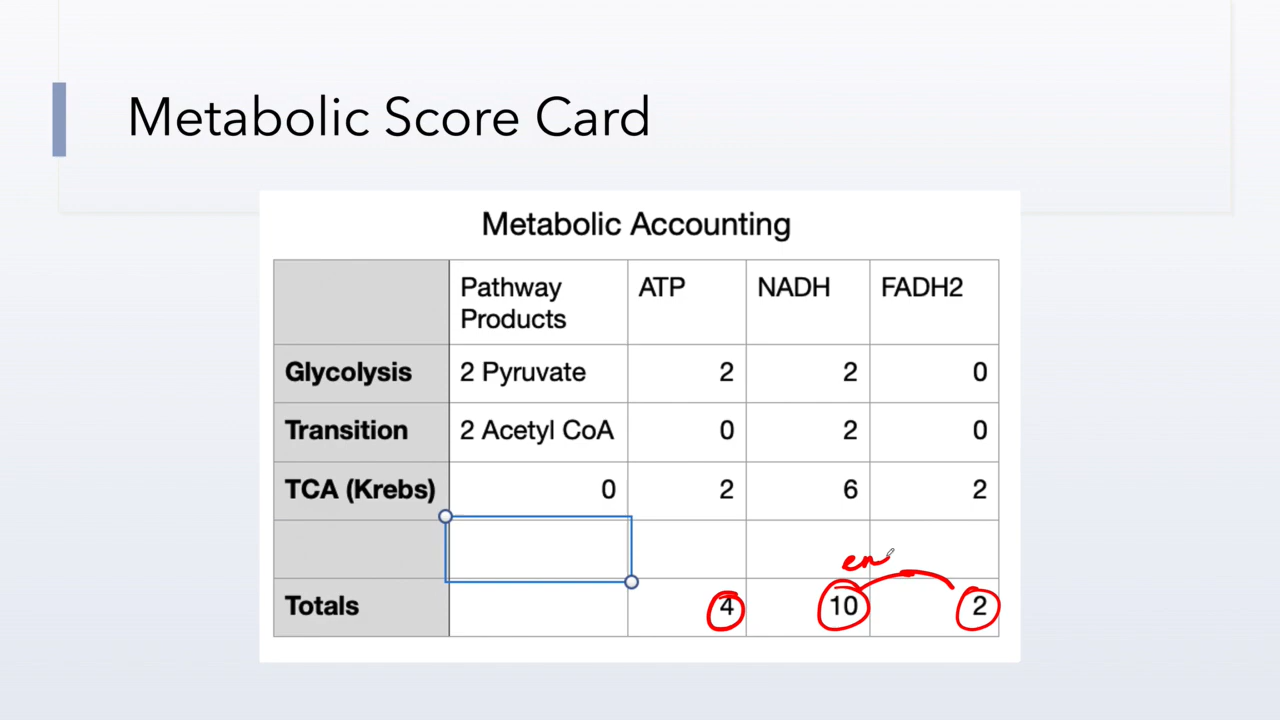 Metabolic Score Card
Metabolic Accounting
Pathway Products ATP NADH FADH2
Glycolysis 2 Pyruvate 2 2 0
Transition 2 Acetyl CoA 0 2 0
TCA (Krebs) 0 2 6 2
en
Totals 4 10 2